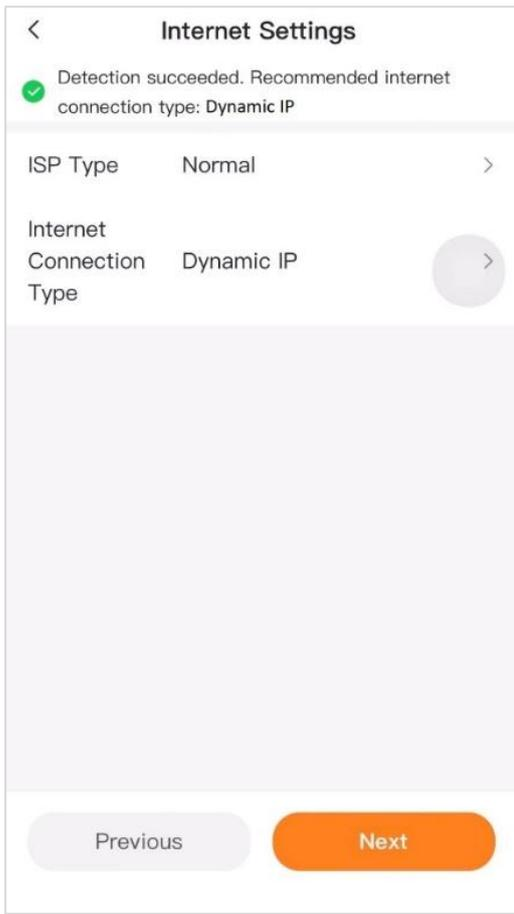 Internet Settings
Detection succeeded. Recommended internet
connection type: Dynamic IP
ISP Type Normal
Internet
Connection Dynamic IP
Type
Previous Next